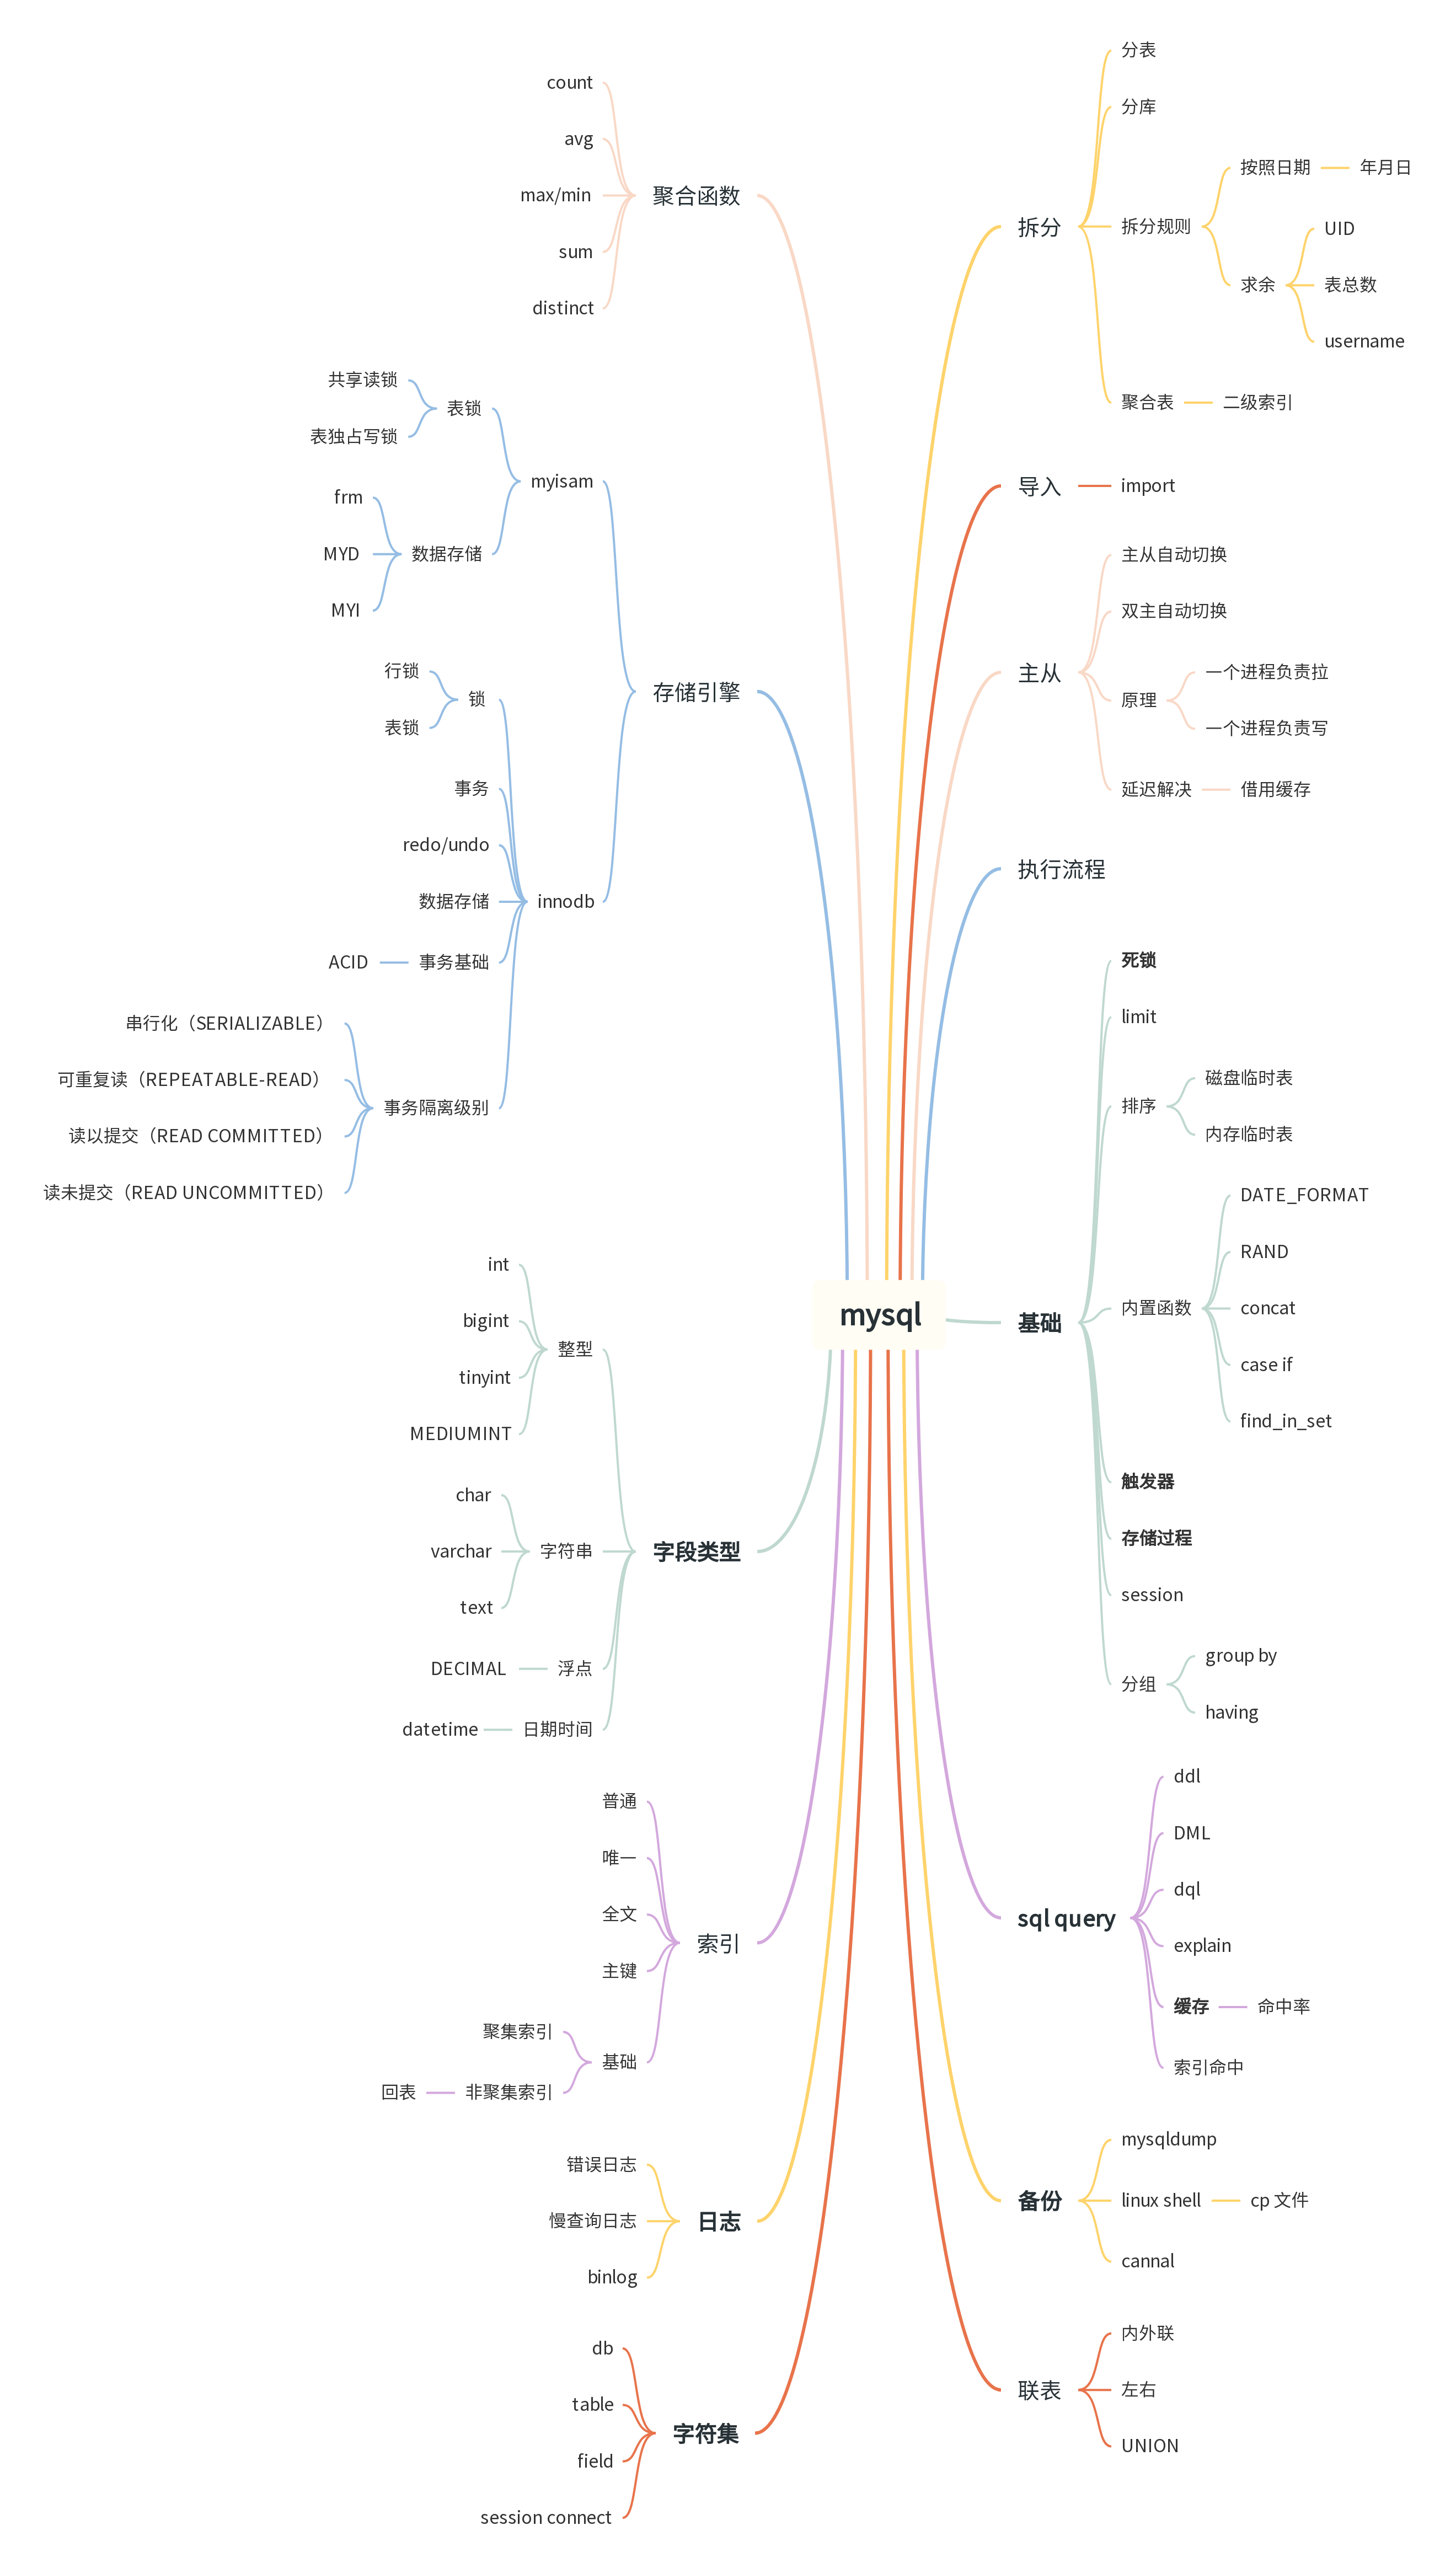 mysql
拆分
分表
分库
拆分规则
按照日期
年月日
求余
UID
表总数
username
聚合表
二级索引
导入
import
主从
主从自动切换
双主自动切换
原理
一个进程负责拉
一个进程负责写
延迟解决
借用缓存
执行流程
基础
死锁
limit
排序
磁盘临时表
内存临时表
内置函数
DATE_FORMAT
RAND
concat
case if
find_in_set
触发器
存储过程
session
分组
group by
having
sql query
ddl
DML
dql
explain
缓存
命中率
索引命中
备份
mysqldump
linux shell
cp 文件
cannal
联表
内外联
左右
UNION
聚合函数
count
avg
max/min
sum
distinct
存储引擎
myisam
表锁
共享读锁
表独占写锁
数据存储
frm
MYD
MYI
innodb
锁
行锁
表锁
事务
redo/undo
数据存储
事务基础
ACID
事务隔离级别
串行化（SERIALIZABLE）
可重复读（REPEATABLE-READ）
读以提交（READ COMMITTED）
读未提交（READ UNCOMMITTED）
字段类型
整型
int
bigint
tinyint
MEDIUMINT
字符串
char
varchar
text
浮点
DECIMAL
日期时间
datetime
索引
普通
唯一
全文
主键
基础
聚集索引
非聚集索引
回表
日志
错误日志
慢查询日志
binlog
字符集
db
table
field
session connect